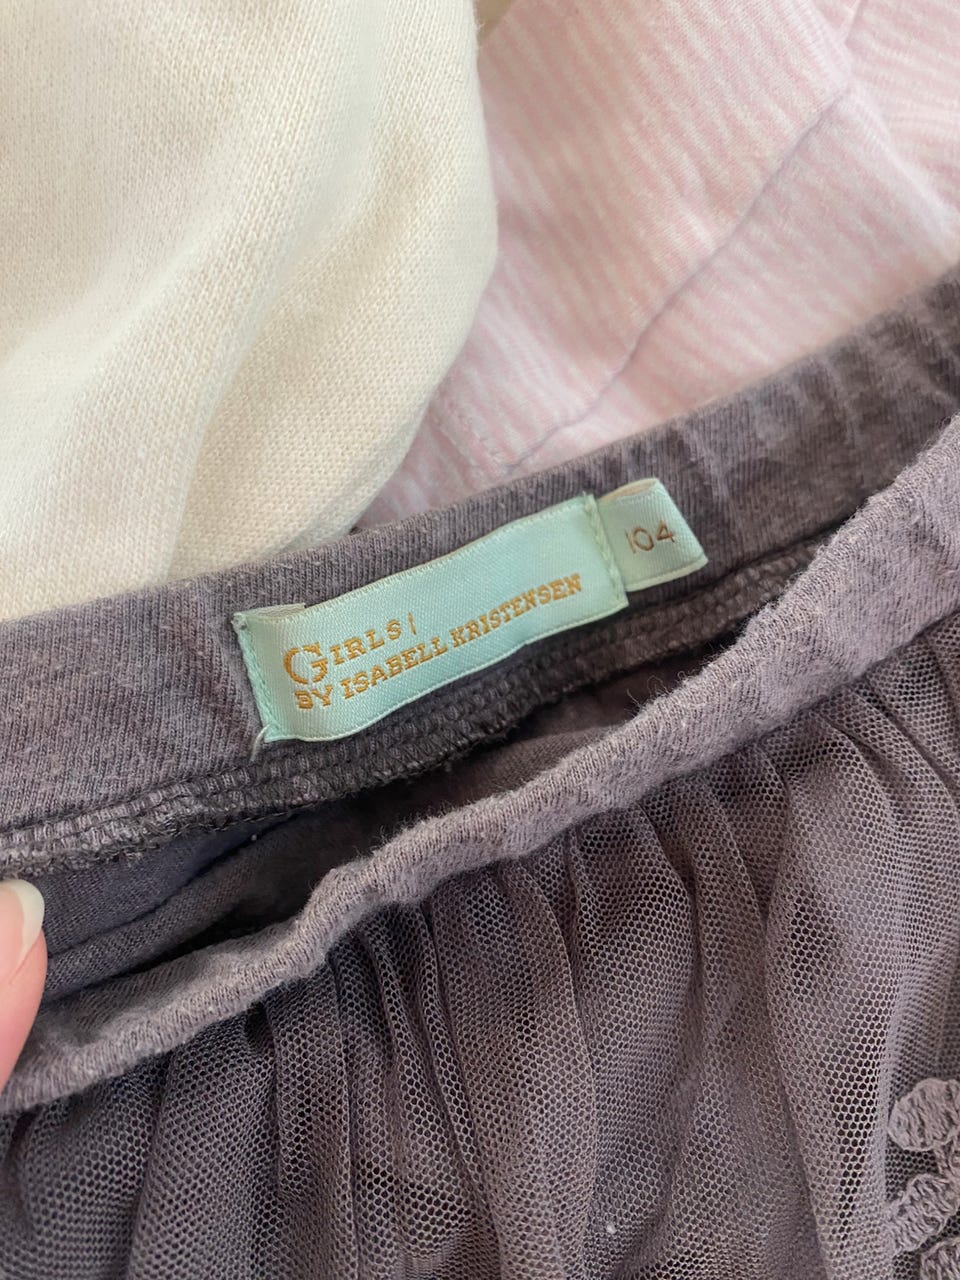 GIRLS!
BY ISABELL KRISTENSEN
104